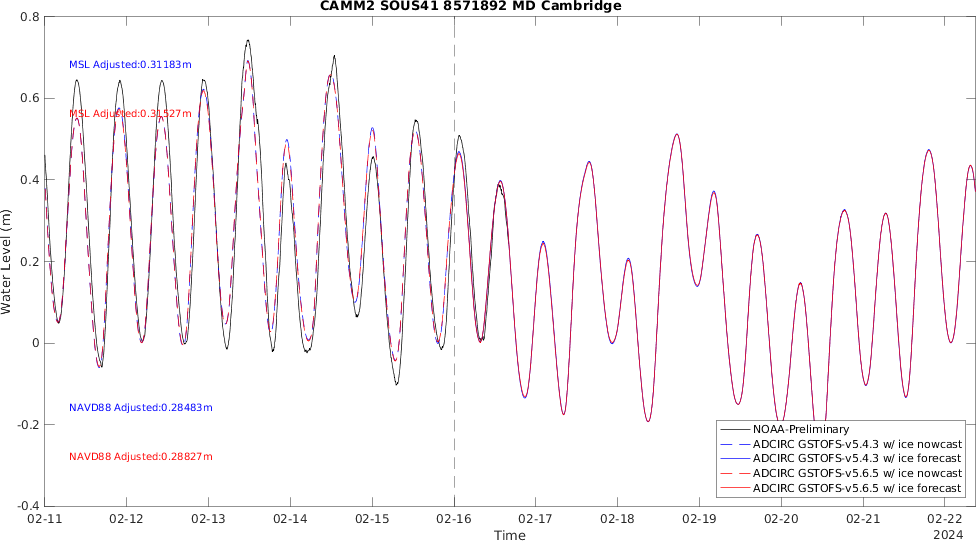 CAMM2 SOUS41 8571892 MD Cambridge
0.8
0.6
0.4
0.2
0
-0.2
-0.4
Water Level (m)
MSL Adjusted:0.31183m
MSL Adjusted:0.31527m
NAVD88 Adjusted:0.28483m
NAVD88 Adjusted:0.28827m
NOAA-Preliminary
ADCIRC GSTOFS-v5.4.3 w/ ice nowcast
ADCIRC GSTOFS-v5.4.3 w/ ice forecast
ADCIRC GSTOFS-v5.6.5 w/ ice nowcast
ADCIRC GSTOFS-v5.6.5 w/ ice forecast
02-11 02-12 02-13 02-14 02-15 02-16 02-17 02-18 02-19 02-20 02-21 02-22
2024
Time